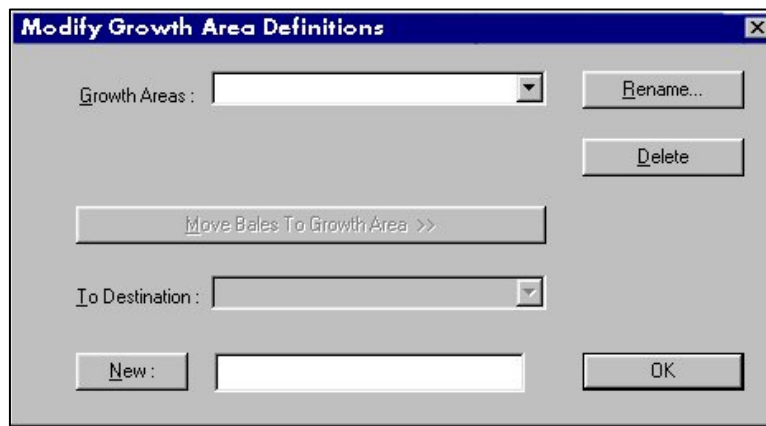 Modify Growth Area Definitions
Growth Areas :
Rename...
Delete
Move Bales To Growth Area >>
To Destination :
New :
OK